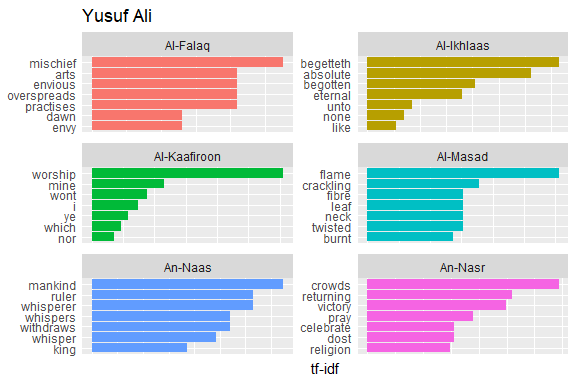 Yusuf Ali
Al-Falaq
mischief
arts
envious
overspreads
practises
dawn
envy
Al-Ikhlaas
begetteth
absolute
begotten
eternal
unto
none
like
Al-Kaafiroon
worship
mine
wont
i
ye
which
nor
Al-Masad
flame
crackling
fibre
leaf
neck
twisted
burnt
An-Naas
mankind
ruler
whisperer
whispers
withdraws
whisper
king
An-Nasr
crowds
returning
victory
pray
celebrate
dost
religion
tf-idf